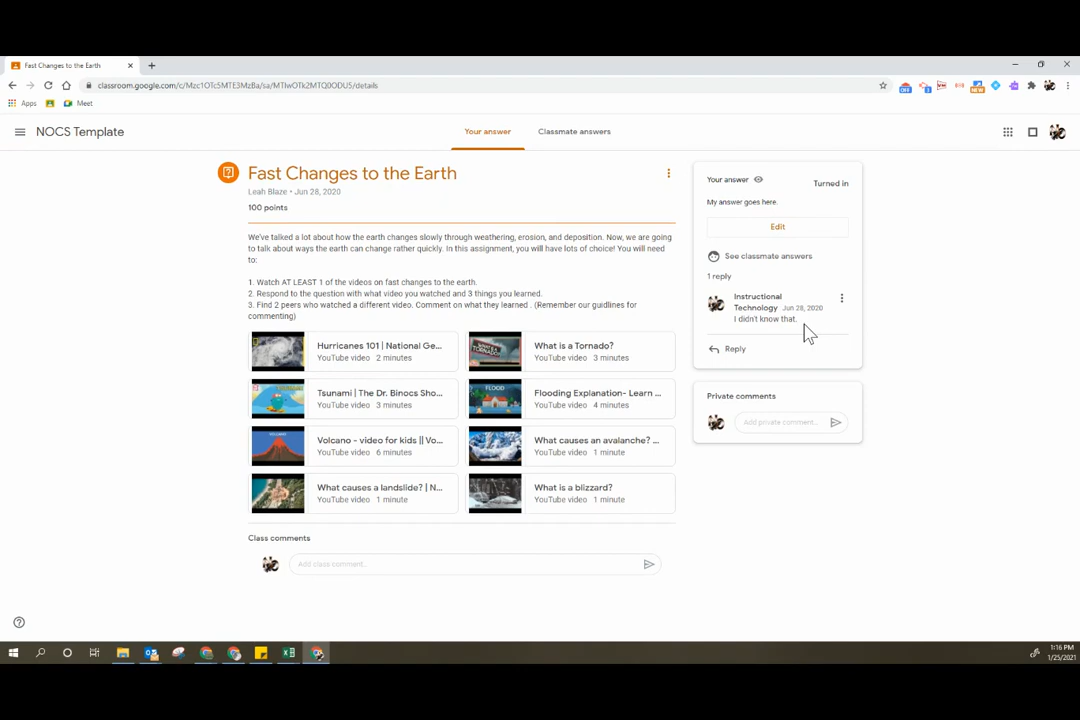 Fast Changes to the Earth
classroom.google.com/c/Mzc1OTc5MTE3MzBa/sa/MTIwOTk2MTQ0ODU5/details
Apps
Meet
NOCS Template
Your answer
Classmate answers
Fast Changes to the Earth
Leah Blaze • Jun 28, 2020
100 points
We've talked a lot about how the earth changes slowly through weathering, erosion, and deposition. Now, we are going
to talk about ways the earth can change rather quickly. In this assignment, you will have lots of choice! You will need
to:
1. Watch AT LEAST 1 of the videos on fast changes to the earth.
2. Respond to the question with what video you watched and 3 things you learned.
3. Find 2 peers who watched a different video. Comment on what they learned . (Remember our guidlines for
commenting)
Hurricanes 101 | National Ge...
YouTube video 2 minutes
What is a Tornado?
YouTube video 3 minutes
Tsunami | The Dr. Binocs Sho...
YouTube video 3 minutes
FLOOD
Flooding Explanation- Learn ...
YouTube video 4 minutes
Volcano - video for kids || Vo...
YouTube video 6 minutes
What causes an avalanche? ...
YouTube video 1 minute
What causes a landslide? | N...
YouTube video 1 minute
What is a blizzard?
YouTube video 1 minute
Class comments
Add class comment...
Your answer
Turned in
My answer goes here.
Edit
See classmate answers
1 reply
Instructional
Technology Jun 28, 2020
I didn't know that.
Reply
Private comments
Add private comment...
1:16 PM
1/25/2021